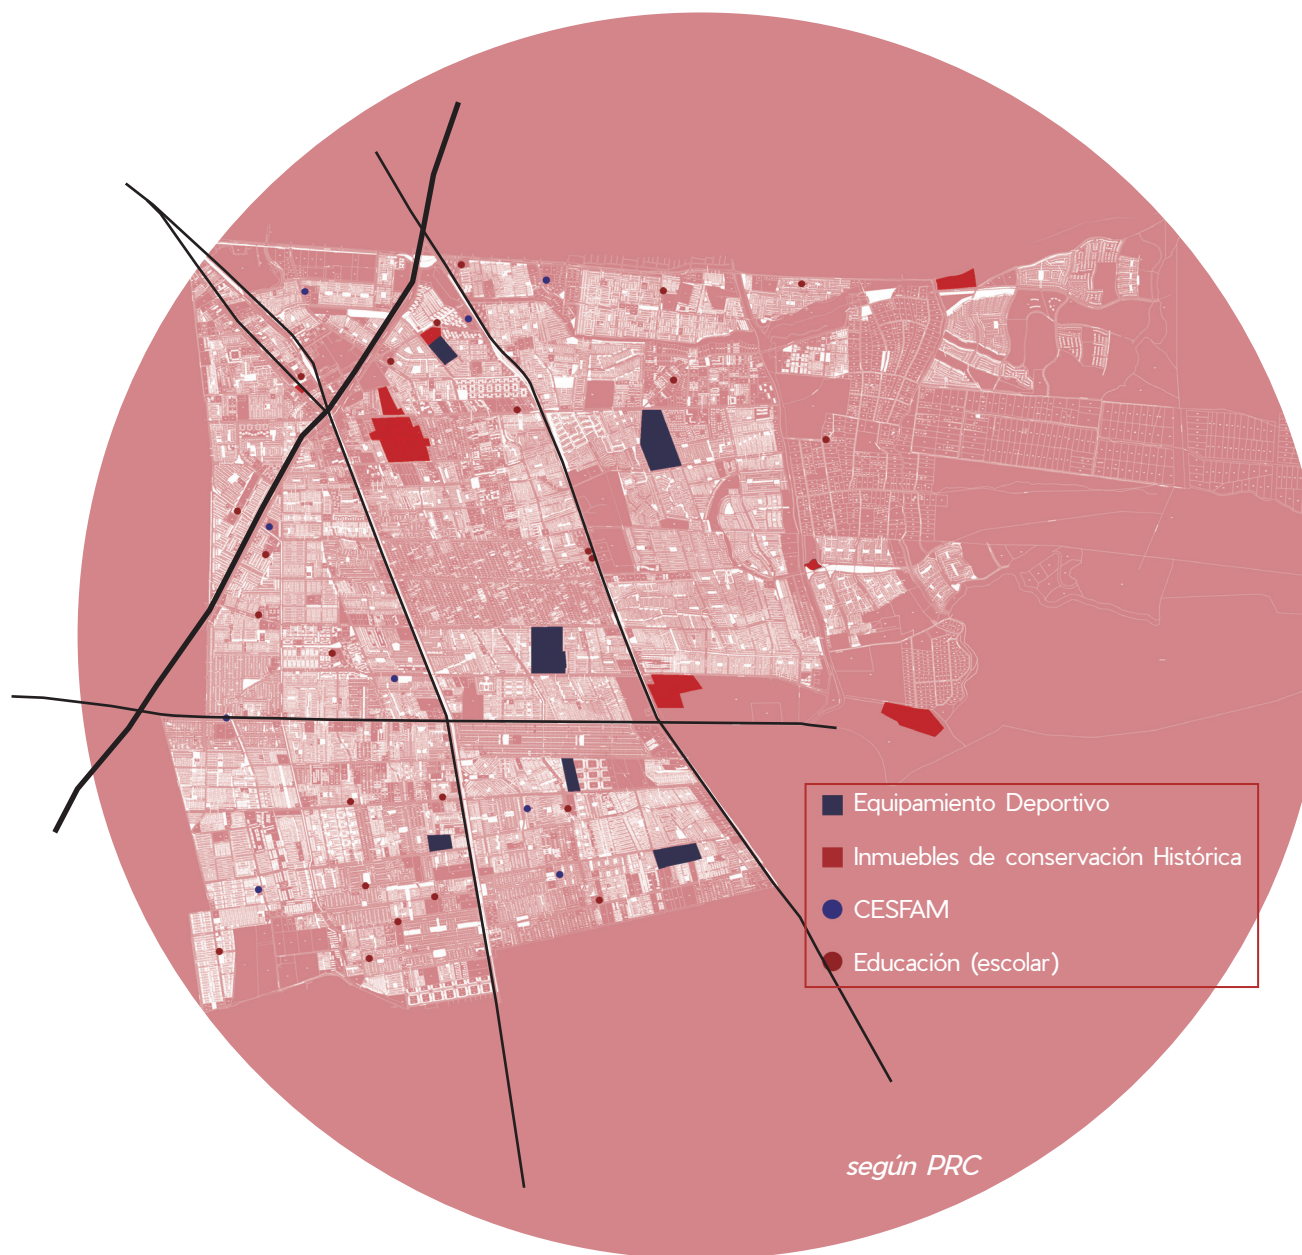 Equipamiento Deportivo
Inmuebles de conservación Histórica
CESFAM
Educación (escolar)
según PRC